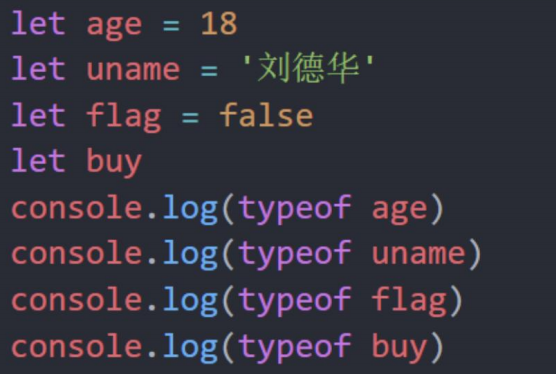 let age = 18
let uname = '刘德华'
let flag = false
let buy
console.log(typeof age)
console.log(typeof uname)
console.log(typeof flag)
console.log(typeof buy)